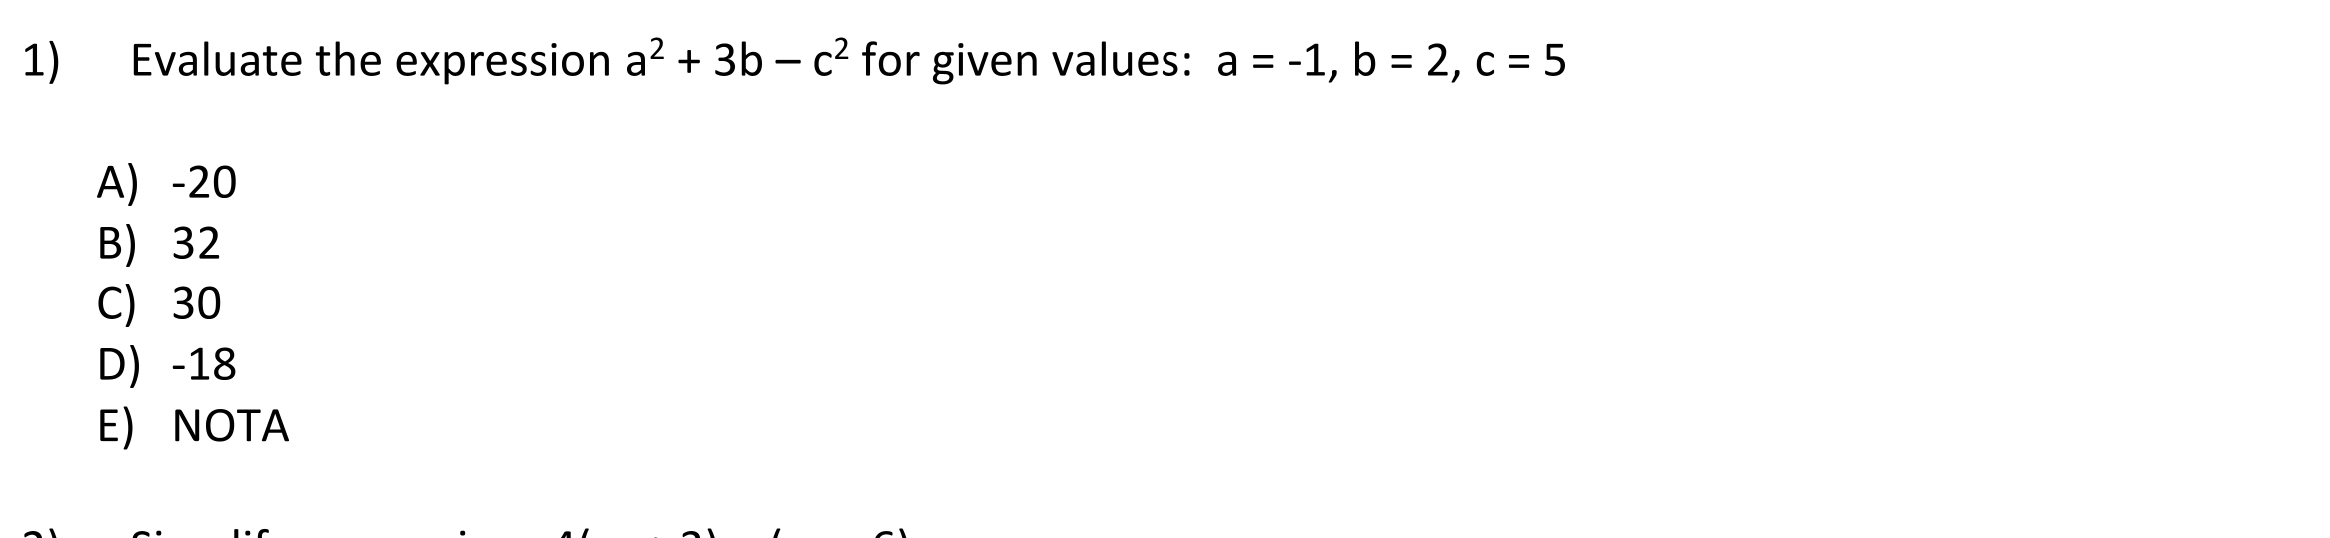 1) Evaluate the expression a² + 3b – c² for given values: a = -1, b = 2, c = 5
A) -20
B) 32
C) 30
D) -18
E) NOTA